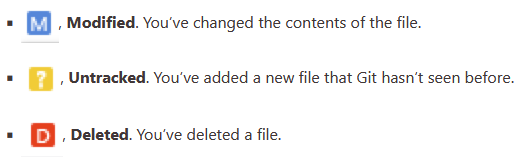 ▪ M , Modified. You’ve changed the contents of the file.
▪ ? , Untracked. You’ve added a new file that Git hasn’t seen before.
▪ D , Deleted. You’ve deleted a file.